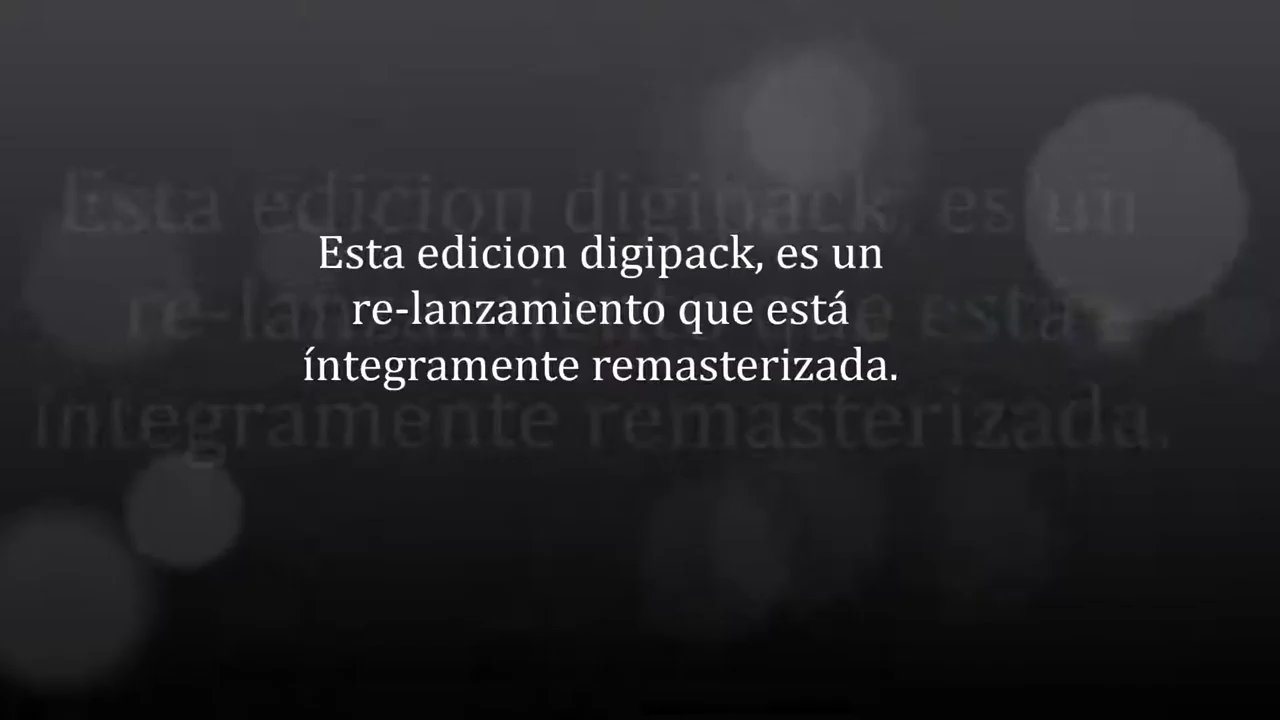 Esta edicion digipack, es un
re-lanzamiento que está
íntegramente remasterizada.